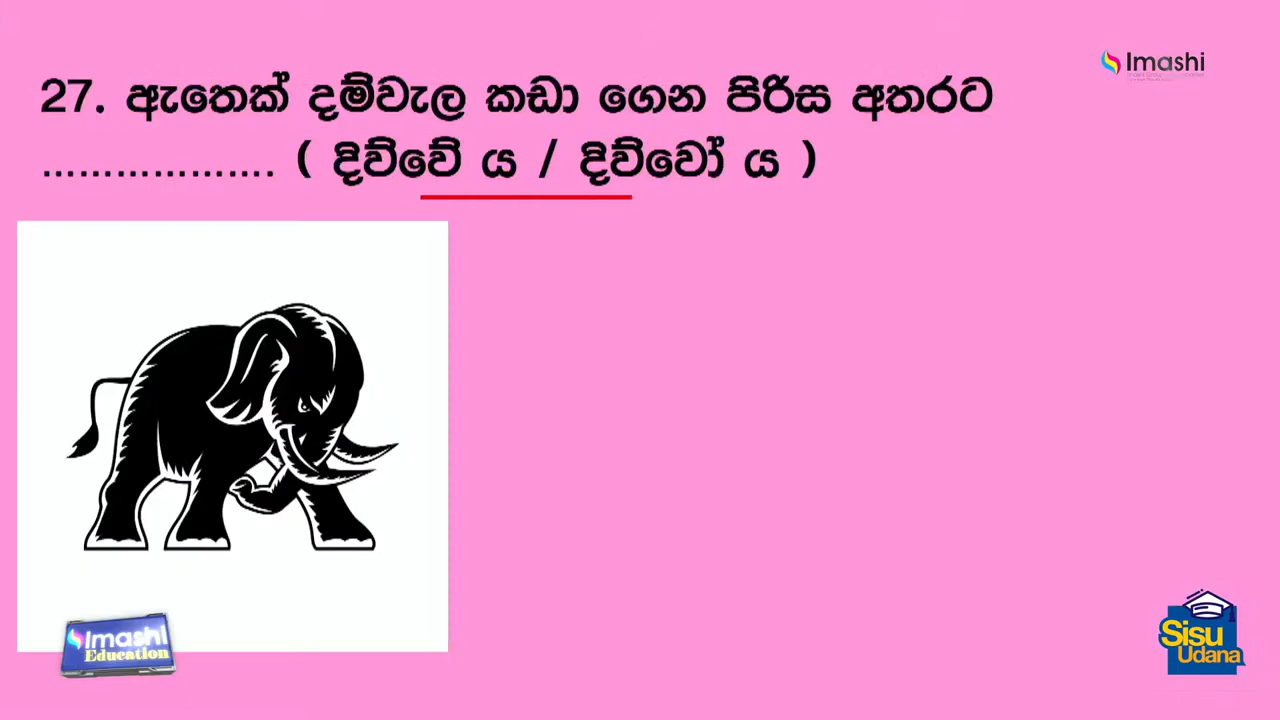 Imashi
27. ඇතෙක් දම්වැල කඩා ගෙන පිරිස අතරට
................... ( දිව්වේ ය / දිව්වෝ ය )
Imashi
Education
Sisu
Udana